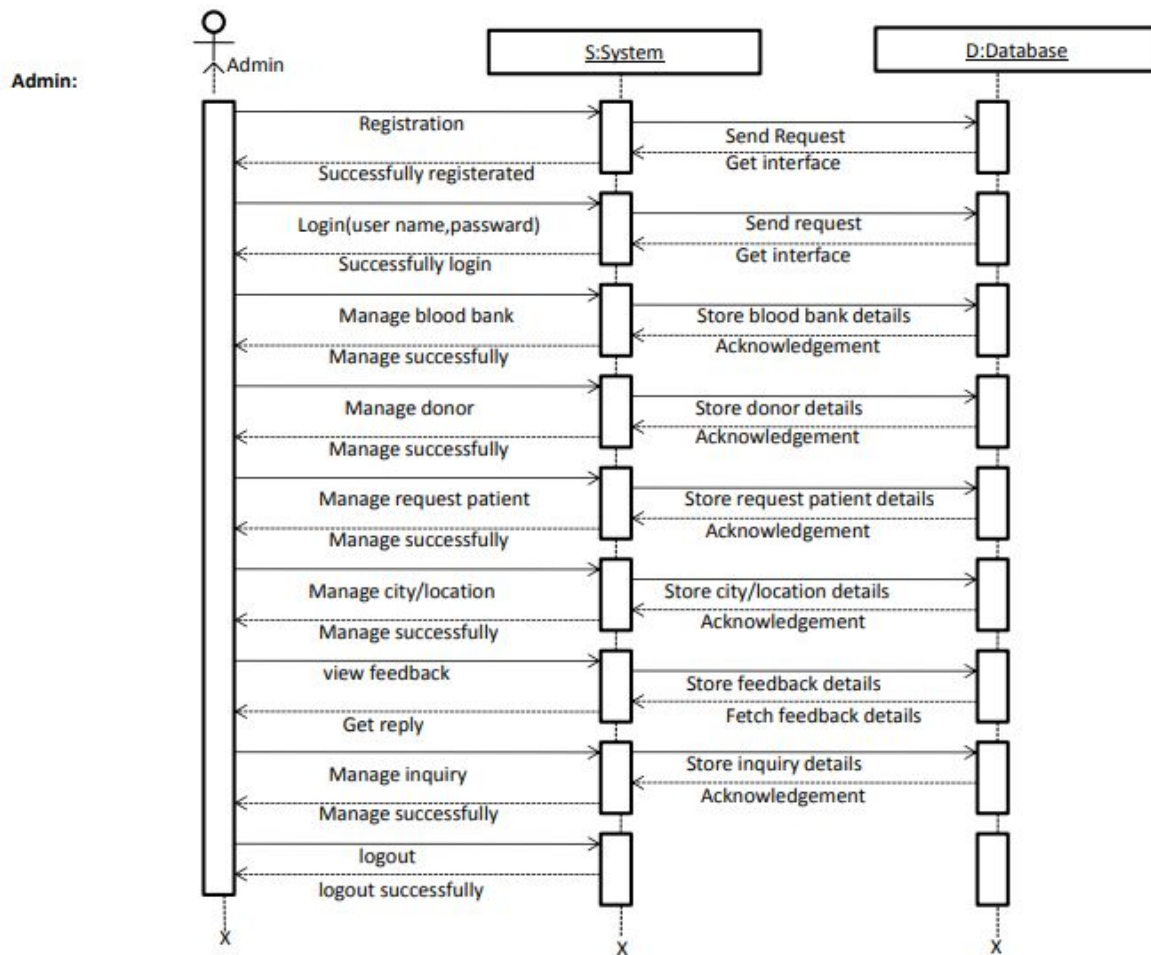 S:System
D:Database
Admin
Admin:
Registration
Send Request
Get interface
Successfully registerated
Login(user name,passward)
Send request
Get interface
Successfully login
Manage blood bank
Store blood bank details
Acknowledgement
Manage successfully
Manage donor
Store donor details
Acknowledgement
Manage successfully
Manage request patient
Store request patient details
Acknowledgement
Manage successfully
Manage city/location
Store city/location details
Acknowledgement
Manage successfully
view feedback
Store feedback details
Fetch feedback details
Get reply
Manage inquiry
Store inquiry details
Acknowledgement
Manage successfully
logout
logout successfully
X
X
X